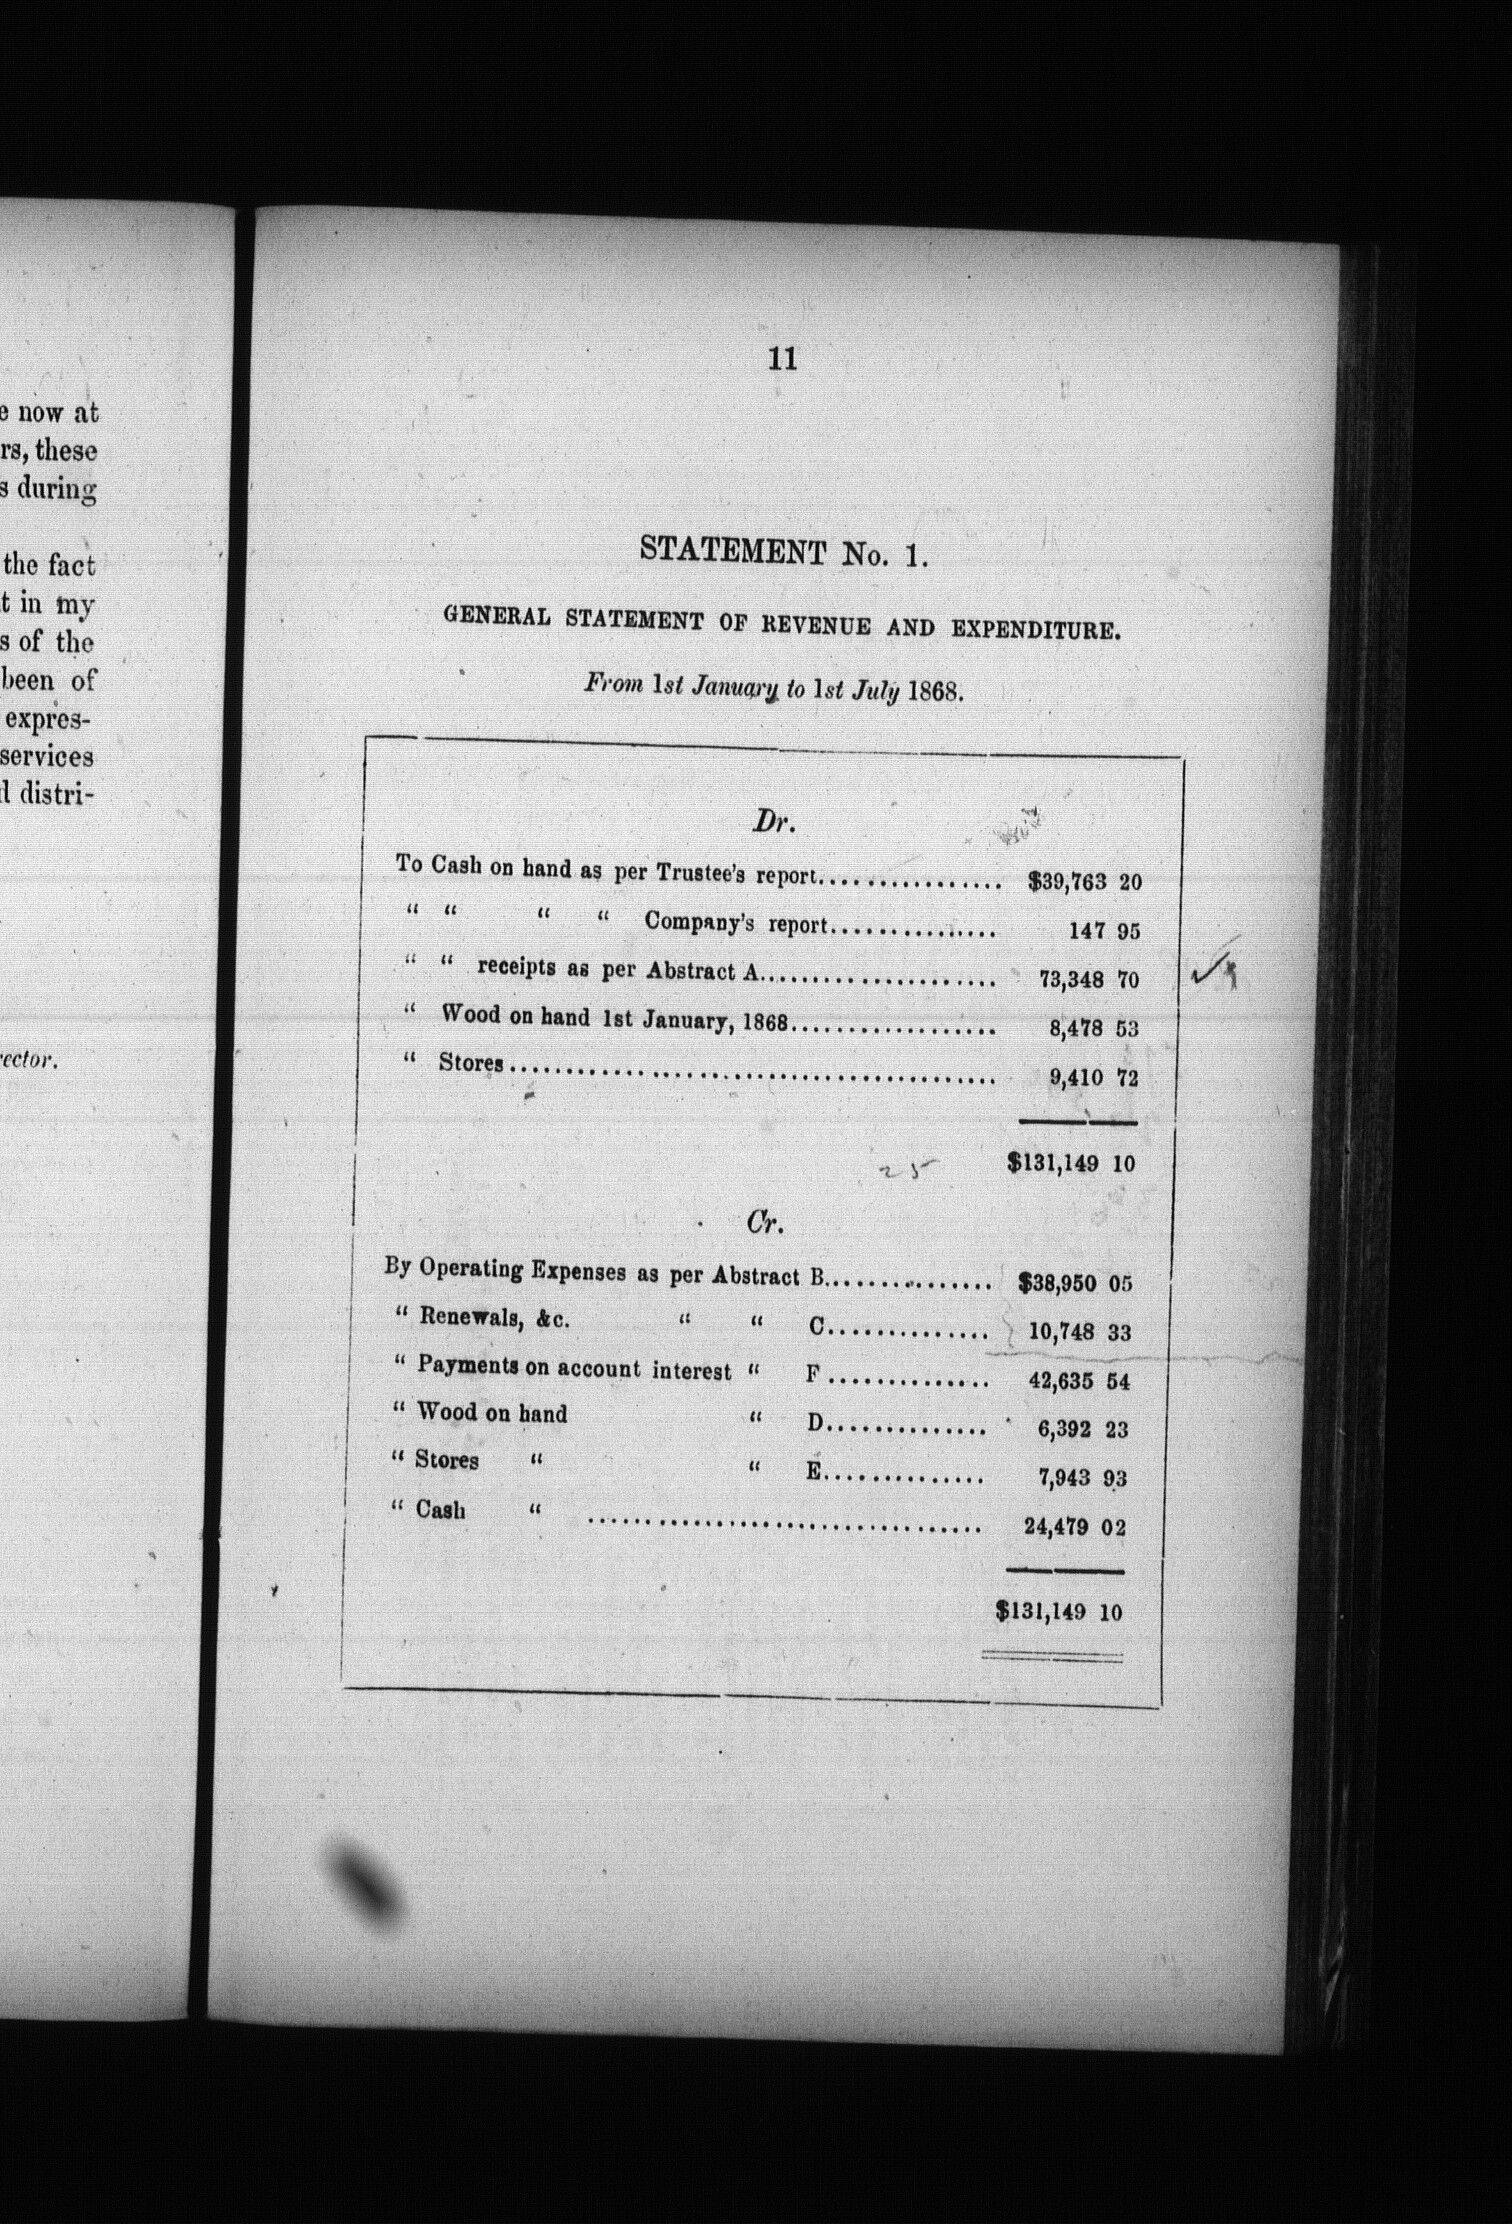 e now at
rs, these
s during
the fact
t in my
s of the
been of
expres-
services
d distri-
rector.
11
STATEMENT No. 1.
GENERAL STATEMENT OF REVENUE AND EXPENDITURE.
From 1st January to 1st July 1868.
Dr.
To Cash on hand as per Trustee's report................ $39,763 20
" " " " Company's report.............. 147 95
" " receipts as per Abstract A.................... 73,348 70
" Wood on hand 1st January, 1868.................. 8,478 53
" Stores.......................................... 9,410 72
$131,149 10
25
Cr.
By Operating Expenses as per Abstract B.............. $38,950 05
" Renewals, &c. " " C.............. 10,748 33
" Payments on account interest " F.............. 42,635 54
" Wood on hand " D.............. 6,392 23
" Stores " " E.............. 7,943 93
" Cash " .................................. 24,479 02
$131,149 10